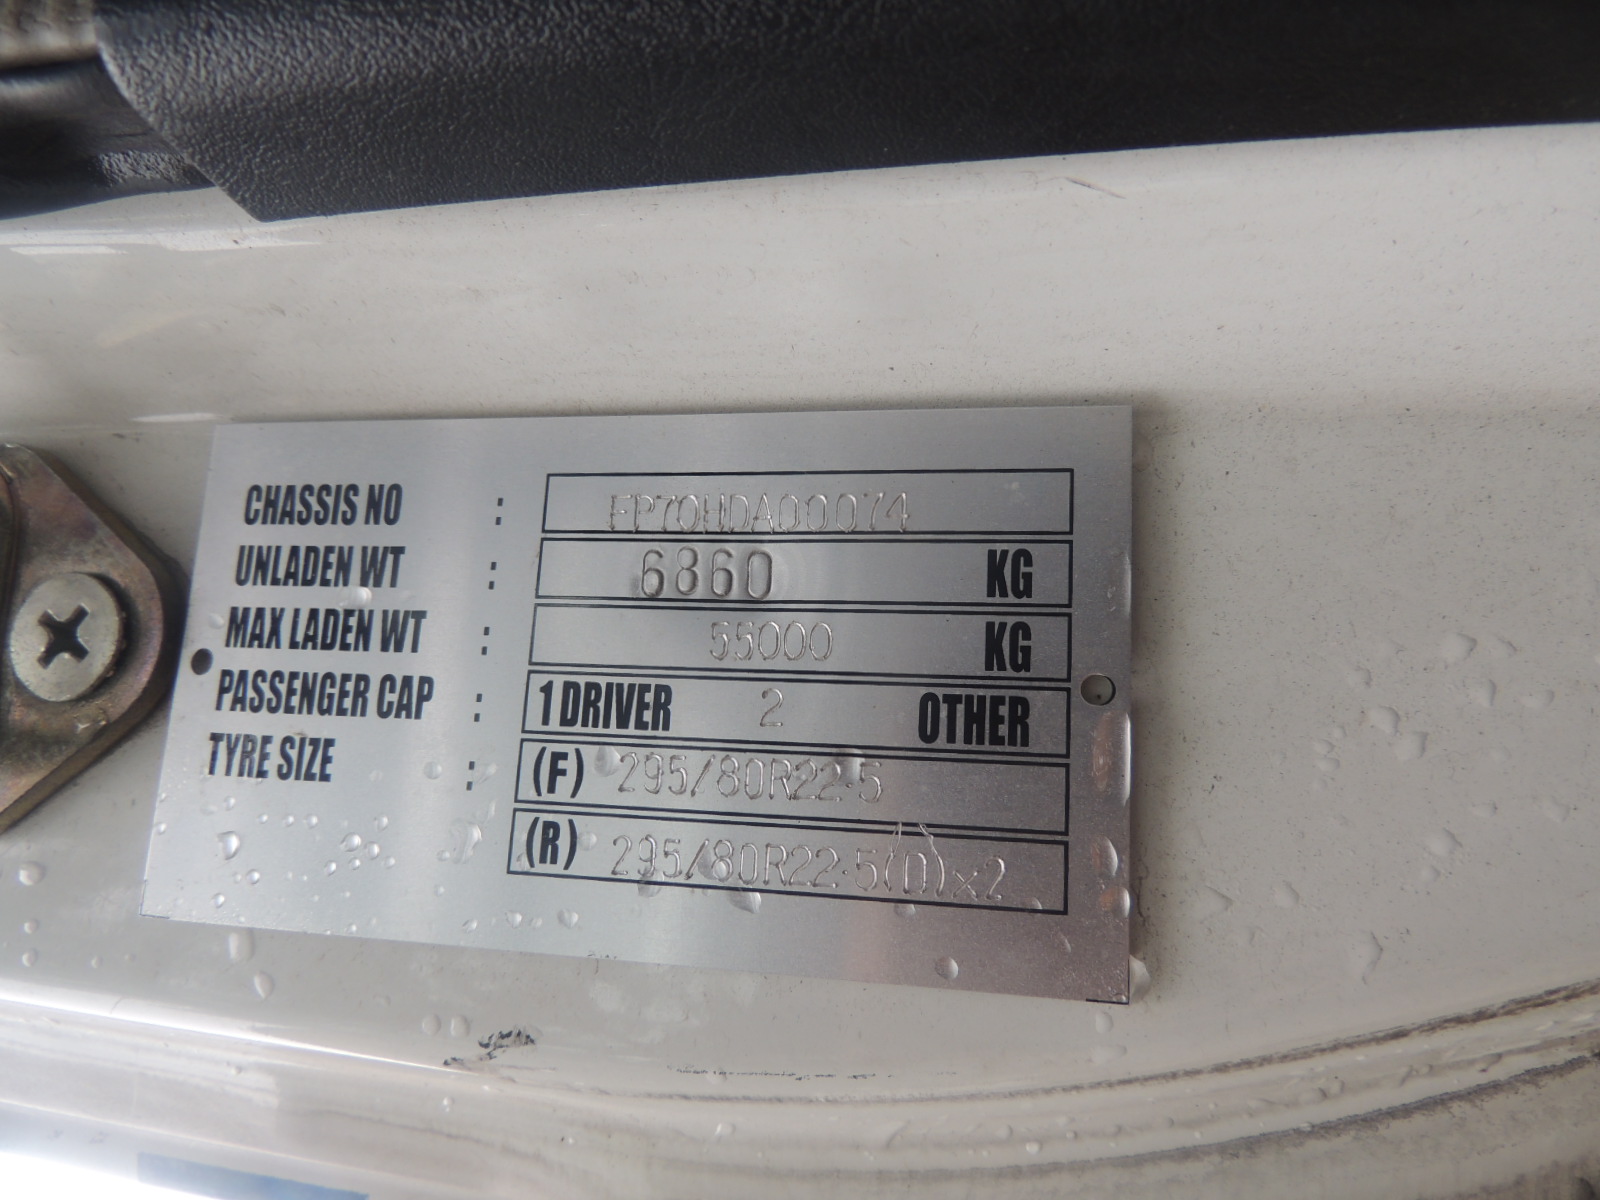 CHASSIS NO : FP70HDA00074
UNLADEN WT : 6860 KG
MAX LADEN WT : 55000 KG
PASSENGER CAP : 1 DRIVER 2 OTHER
TYRE SIZE : (F) 295/80R22·5
(R) 295/80R22·5(D)x2